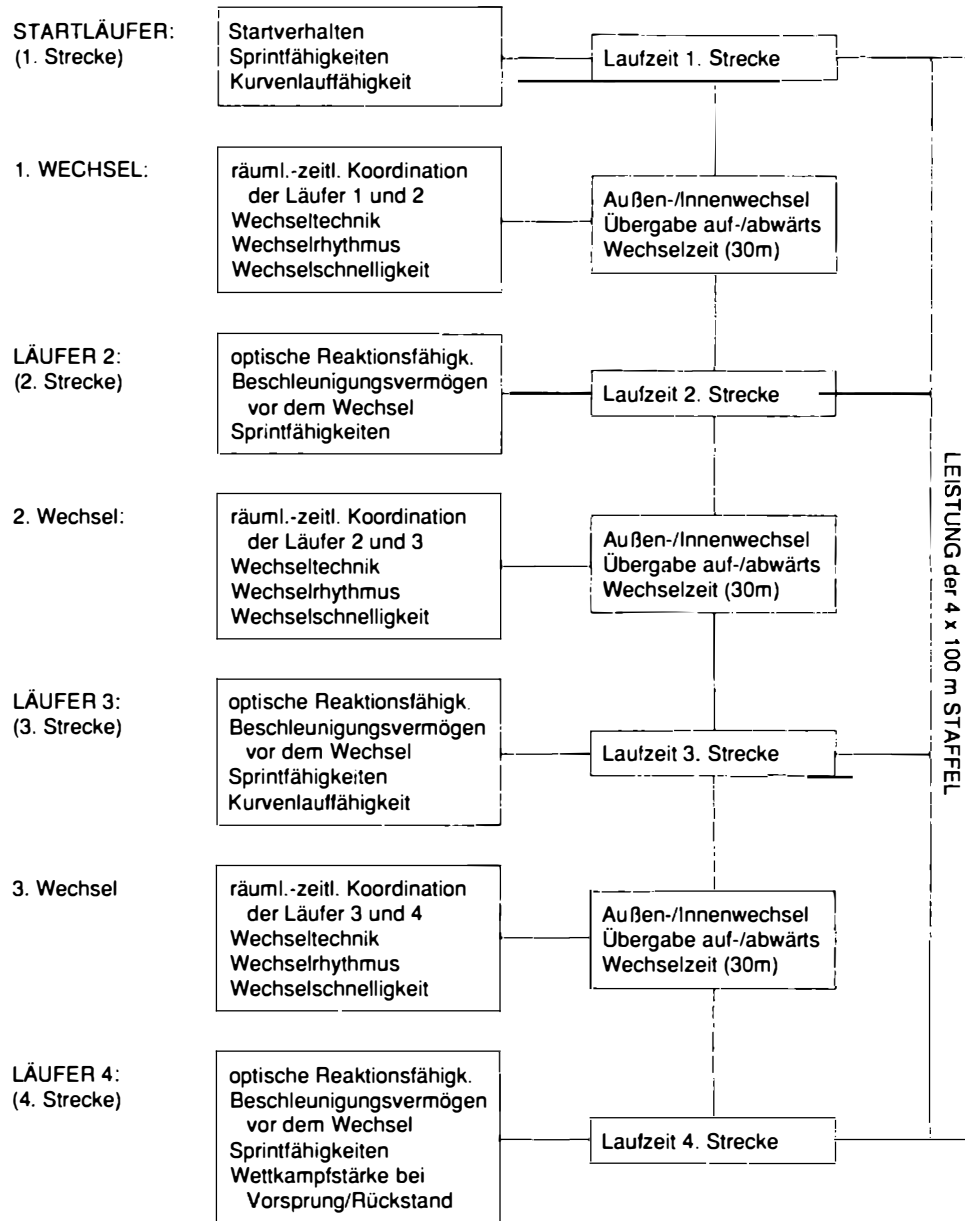 STARTLÄUFER:
(1. Strecke)
Startverhalten
Sprintfähigkeiten
Kurvenlauffähigkeit
Laufzeit 1. Strecke
1. WECHSEL:
räuml.-zeitl. Koordination
der Läufer 1 und 2
Wechseltechnik
Wechselrhythmus
Wechselschnelligkeit
Außen-/Innenwechsel
Übergabe auf-/abwärts
Wechselzeit (30m)
LÄUFER 2:
(2. Strecke)
optische Reaktionsfähigk.
Beschleunigungsvermögen
vor dem Wechsel
Sprintfähigkeiten
Laufzeit 2. Strecke
2. Wechsel:
räuml.-zeitl. Koordination
der Läufer 2 und 3
Wechseltechnik
Wechselrhythmus
Wechselschnelligkeit
Außen-/Innenwechsel
Übergabe auf-/abwärts
Wechselzeit (30m)
LÄUFER 3:
(3. Strecke)
optische Reaktionsfähigk.
Beschleunigungsvermögen
vor dem Wechsel
Sprintfähigkeiten
Kurvenlauffähigkeit
Laufzeit 3. Strecke
3. Wechsel
räuml.-zeitl. Koordination
der Läufer 3 und 4
Wechseltechnik
Wechselrhythmus
Wechselschnelligkeit
Außen-/Innenwechsel
Übergabe auf-/abwärts
Wechselzeit (30m)
LÄUFER 4:
(4. Strecke)
optische Reaktionsfähigk.
Beschleunigungsvermögen
vor dem Wechsel
Sprintfähigkeiten
Wettkampfstärke bei
Vorsprung/Rückstand
Laufzeit 4. Strecke
LEISTUNG der 4 x 100 m STAFFEL